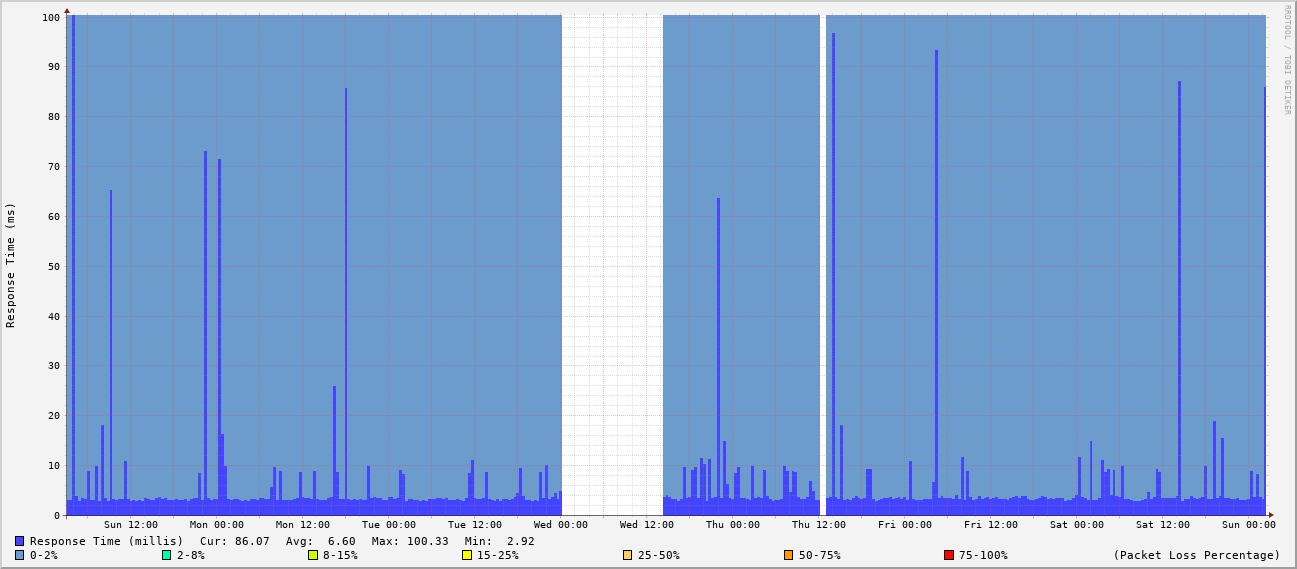 RRDTOOL / TOBI OETIKER
Response Time (ms)
100
90
80
70
60
50
40
30
20
10
0
Sun 12:00 Mon 00:00 Mon 12:00 Tue 00:00 Tue 12:00 Wed 00:00 Wed 12:00 Thu 00:00 Thu 12:00 Fri 00:00 Fri 12:00 Sat 00:00 Sat 12:00 Sun 00:00
Response Time (millis) Cur: 86.07 Avg: 6.60 Max: 100.33 Min: 2.92
0-2% 2-8% 8-15% 15-25% 25-50% 50-75% 75-100% (Packet Loss Percentage)